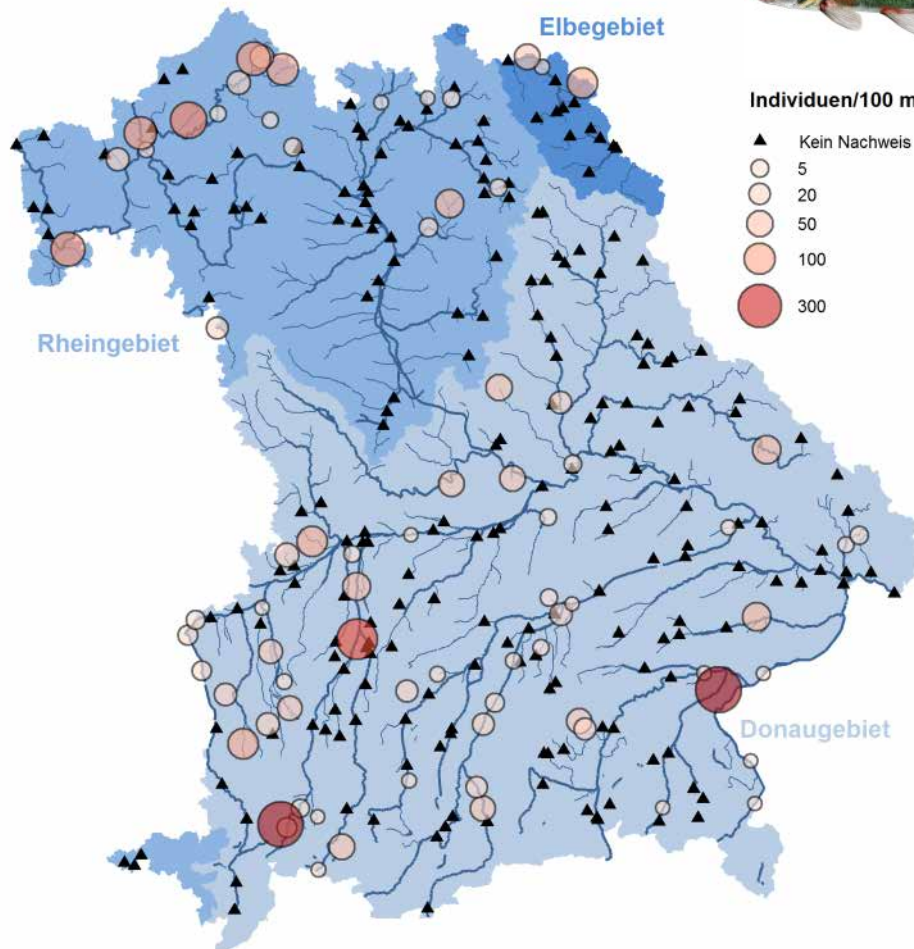 Elbegebiet
Individuen/100 m
Kein Nachweis
5
20
50
100
300
Rheingebiet
Donaugebiet